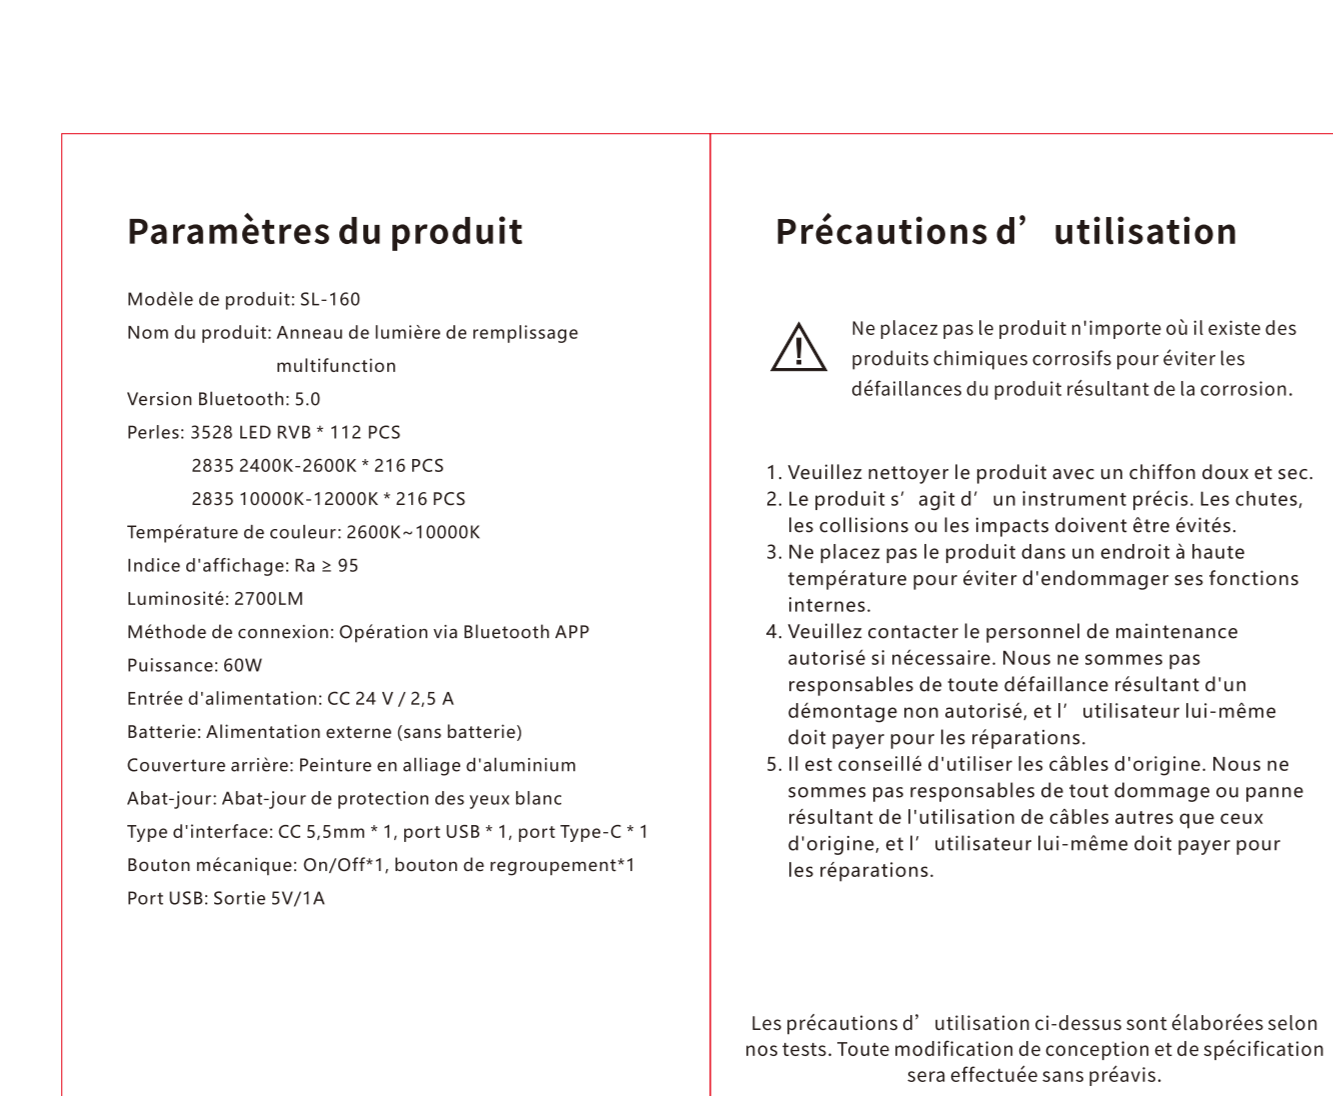 Paramètres du produit
Modèle de produit: SL-160
Nom du produit: Anneau de lumière de remplissage
multifunction
Version Bluetooth: 5.0
Perles: 3528 LED RVB * 112 PCS
2835 2400K-2600K * 216 PCS
2835 10000K-12000K * 216 PCS
Température de couleur: 2600K~10000K
Indice d'affichage: Ra ≥ 95
Luminosité: 2700LM
Méthode de connexion: Opération via Bluetooth APP
Puissance: 60W
Entrée d'alimentation: CC 24 V / 2,5 A
Batterie: Alimentation externe (sans batterie)
Couverture arrière: Peinture en alliage d'aluminium
Abat-jour: Abat-jour de protection des yeux blanc
Type d'interface: CC 5,5mm * 1, port USB * 1, port Type-C * 1
Bouton mécanique: On/Off*1, bouton de regroupement*1
Port USB: Sortie 5V/1A
Précautions d’ utilisation
Ne placez pas le produit n'importe où il existe des
produits chimiques corrosifs pour éviter les
défaillances du produit résultant de la corrosion.
1. Veuillez nettoyer le produit avec un chiffon doux et sec.
2. Le produit s’ agit d’ un instrument précis. Les chutes,
les collisions ou les impacts doivent être évités.
3. Ne placez pas le produit dans un endroit à haute
température pour éviter d'endommager ses fonctions
internes.
4. Veuillez contacter le personnel de maintenance
autorisé si nécessaire. Nous ne sommes pas
responsables de toute défaillance résultant d'un
démontage non autorisé, et l’ utilisateur lui-même
doit payer pour les réparations.
5. Il est conseillé d'utiliser les câbles d'origine. Nous ne
sommes pas responsables de tout dommage ou panne
résultant de l'utilisation de câbles autres que ceux
d'origine, et l’ utilisateur lui-même doit payer pour
les réparations.
Les précautions d’ utilisation ci-dessus sont élaborées selon
nos tests. Toute modification de conception et de spécification
sera effectuée sans préavis.